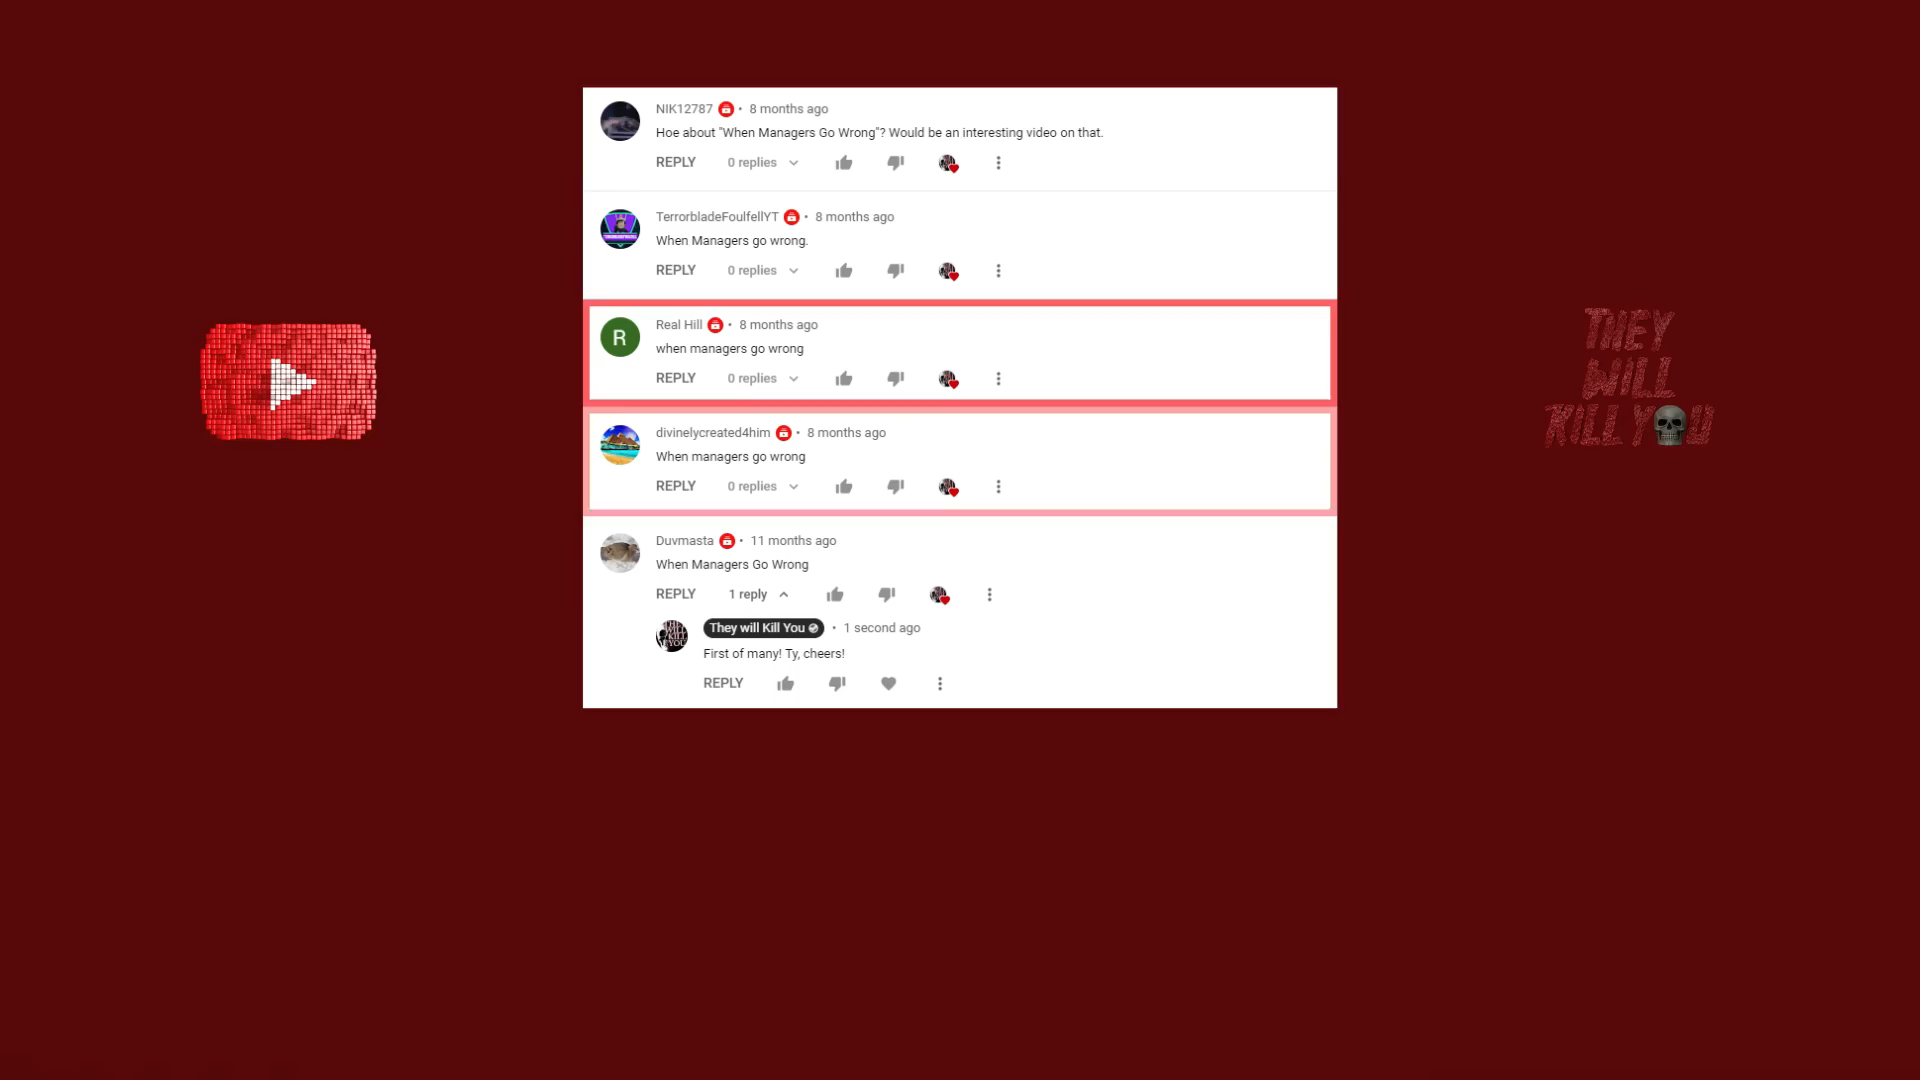 NIK12787 • 8 months ago
Hoe about "When Managers Go Wrong"? Would be an interesting video on that.
REPLY 0 replies
TerrorbladeFoulfellYT • 8 months ago
When Managers go wrong.
REPLY 0 replies
R
Real Hill • 8 months ago
when managers go wrong
REPLY 0 replies
divinelycreated4him • 8 months ago
When managers go wrong
REPLY 0 replies
Duvmasta • 11 months ago
When Managers Go Wrong
REPLY 1 reply
They will Kill You • 1 second ago
First of many! Ty, cheers!
REPLY
THEY
WILL
KILL YOU